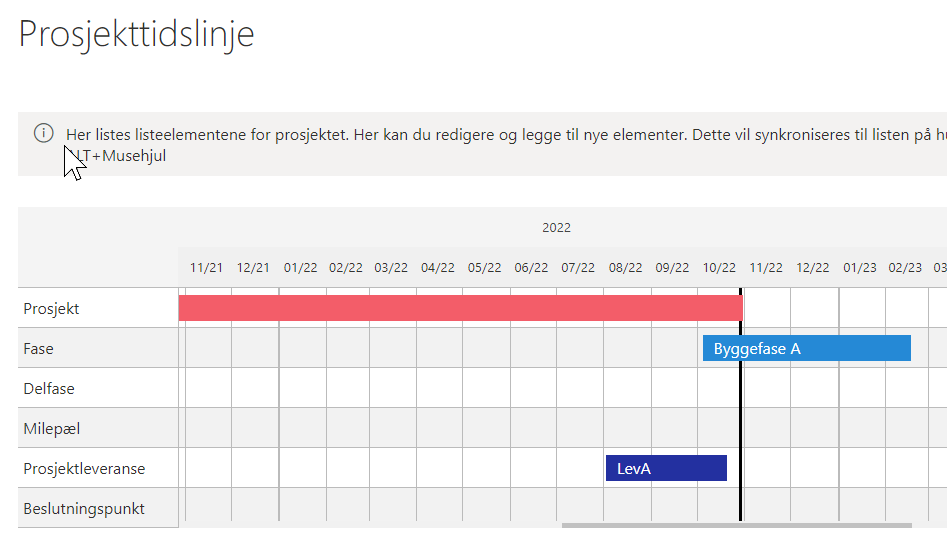 Prosjekttidslinje
Her listes listeelementene for prosjektet. Her kan du redigere og legge til nye elementer. Dette vil synkroniseres til listen på
LT+Musehjul
2022
11/21 12/21 01/22 02/22 03/22 04/22 05/22 06/22 07/22 08/22 09/22 10/22 11/22 12/22 01/23 02/23 03
Prosjekt
Fase
Byggefase A
Delfase
Milepæl
Prosjektleveranse
LevA
Beslutningspunkt